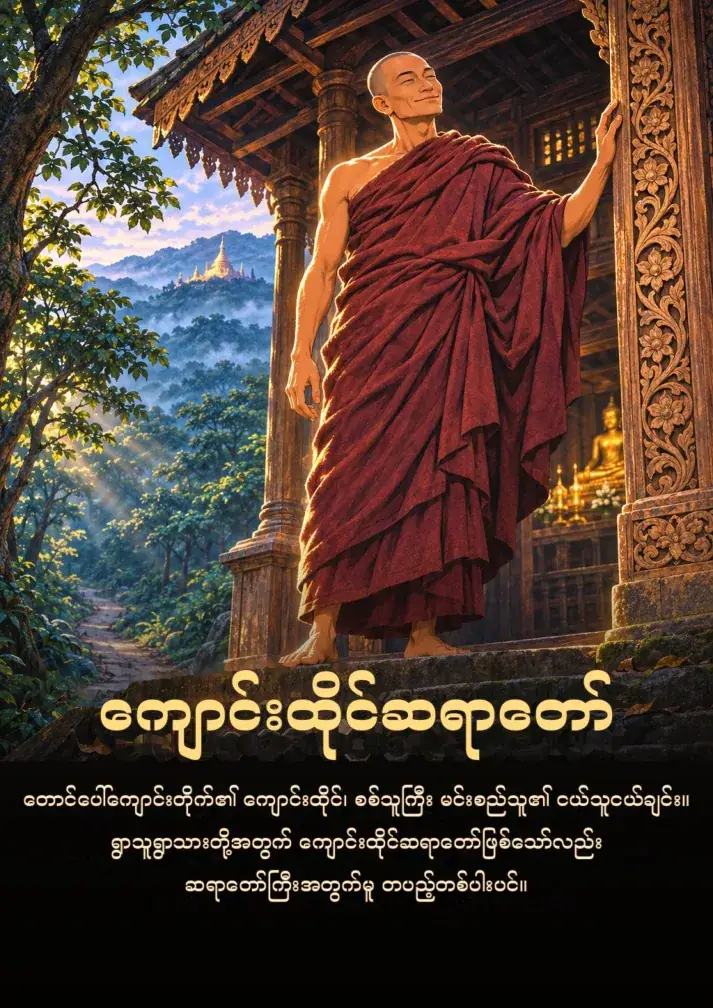 ကျောင်းထိုင်ဆရာတော်
တောင်ပေါ်ကျောင်းတိုက်၏ ကျောင်းထိုင်၊ စစ်သူကြီး မင်းစည်သူ၏ ငယ်သူငယ်ချင်း။
ရွာသူရွာသားတို့အတွက် ကျောင်းထိုင်ဆရာတော်ဖြစ်သော်လည်း
ဆရာတော်ကြီးအတွက်မူ တပည့်တစ်ပါးပင်။